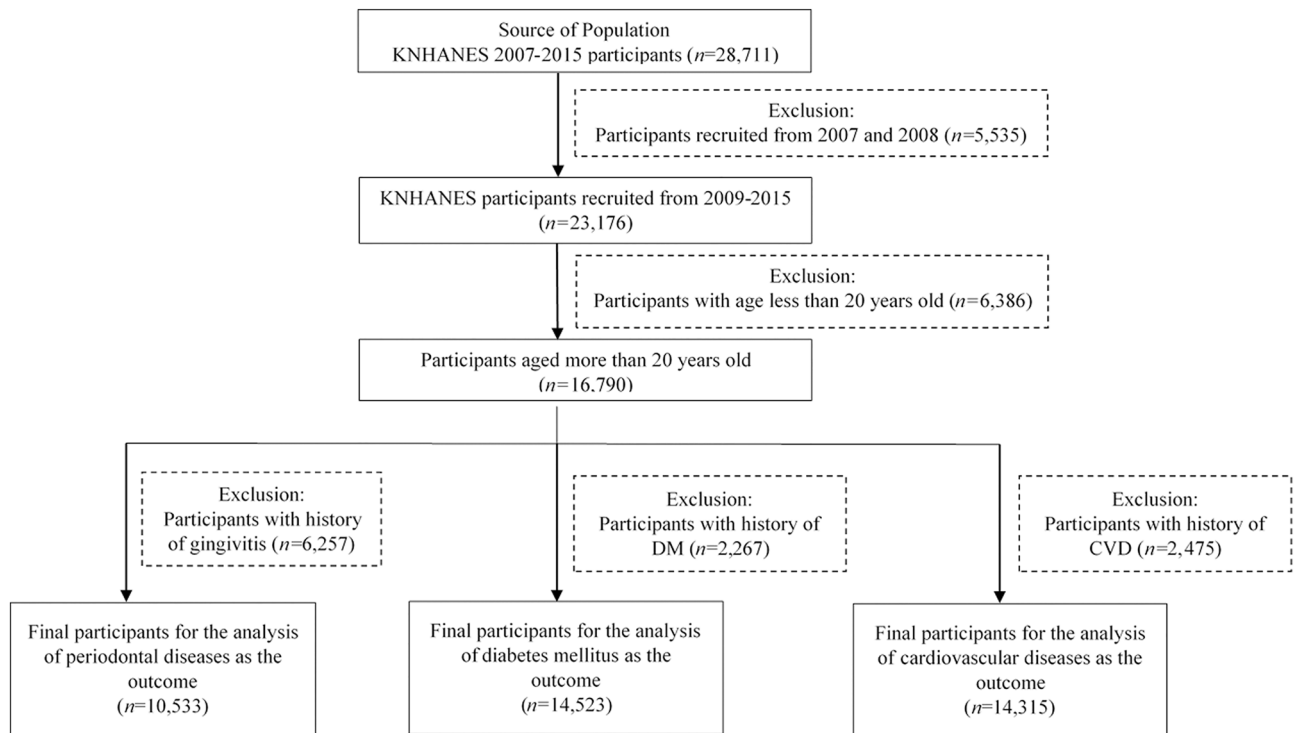 Source of Population
KNHANES 2007-2015 participants (n=28,711)
Exclusion:
Participants recruited from 2007 and 2008 (n=5,535)
KNHANES participants recruited from 2009-2015
(n=23,176)
Exclusion:
Participants with age less than 20 years old (n=6,386)
Participants aged more than 20 years old
(n=16,790)
Exclusion:
Participants with history
of gingivitis (n=6,257)
Exclusion:
Participants with history of
DM (n=2,267)
Exclusion:
Participants with history of
CVD (n=2,475)
Final participants for the analysis
of periodontal diseases as the
outcome
(n=10,533)
Final participants for the analysis
of diabetes mellitus as the
outcome
(n=14,523)
Final participants for the analysis
of cardiovascular diseases as the
outcome
(n=14,315)